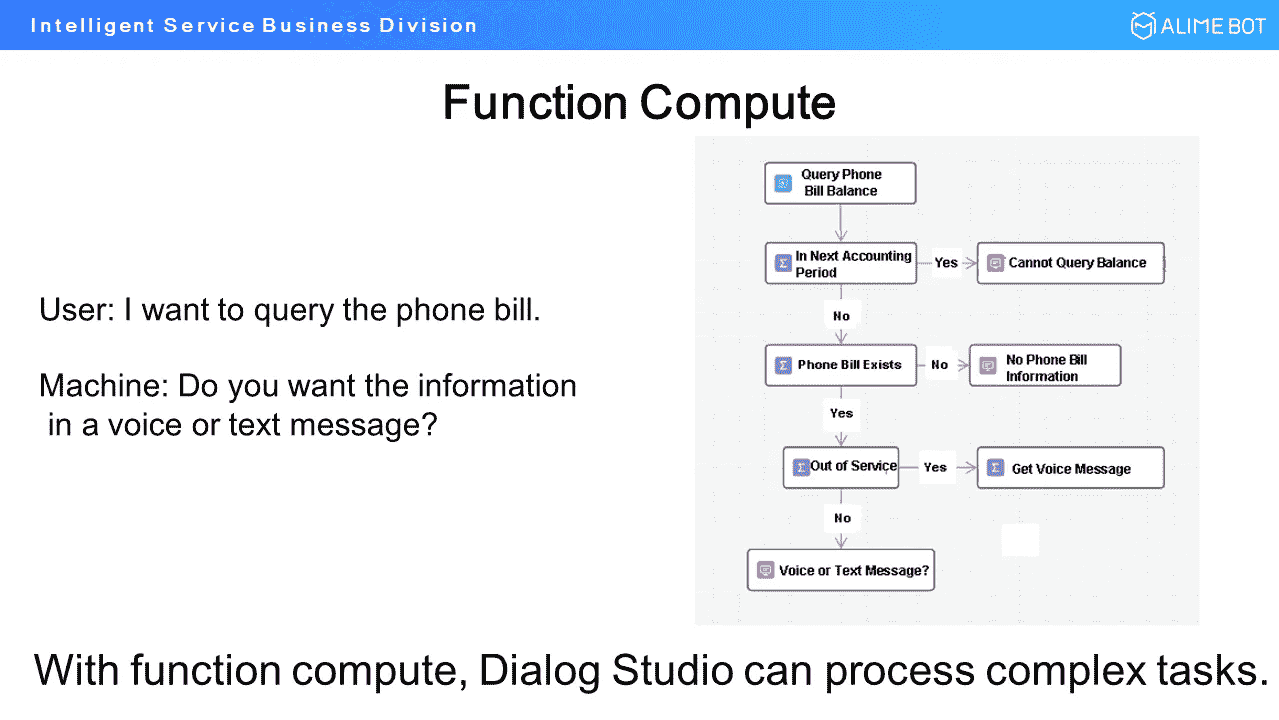 Intelligent Service Business Division
ALIME BOT
Function Compute
User: I want to query the phone bill.
Machine: Do you want the information
in a voice or text message?
Query Phone
Bill Balance
In Next Accounting
Period
Yes
Cannot Query Balance
No
Phone Bill Exists
No
No Phone Bill
Information
Yes
Out of Service
Yes
Get Voice Message
No
Voice or Text Message?
With function compute, Dialog Studio can process complex tasks.